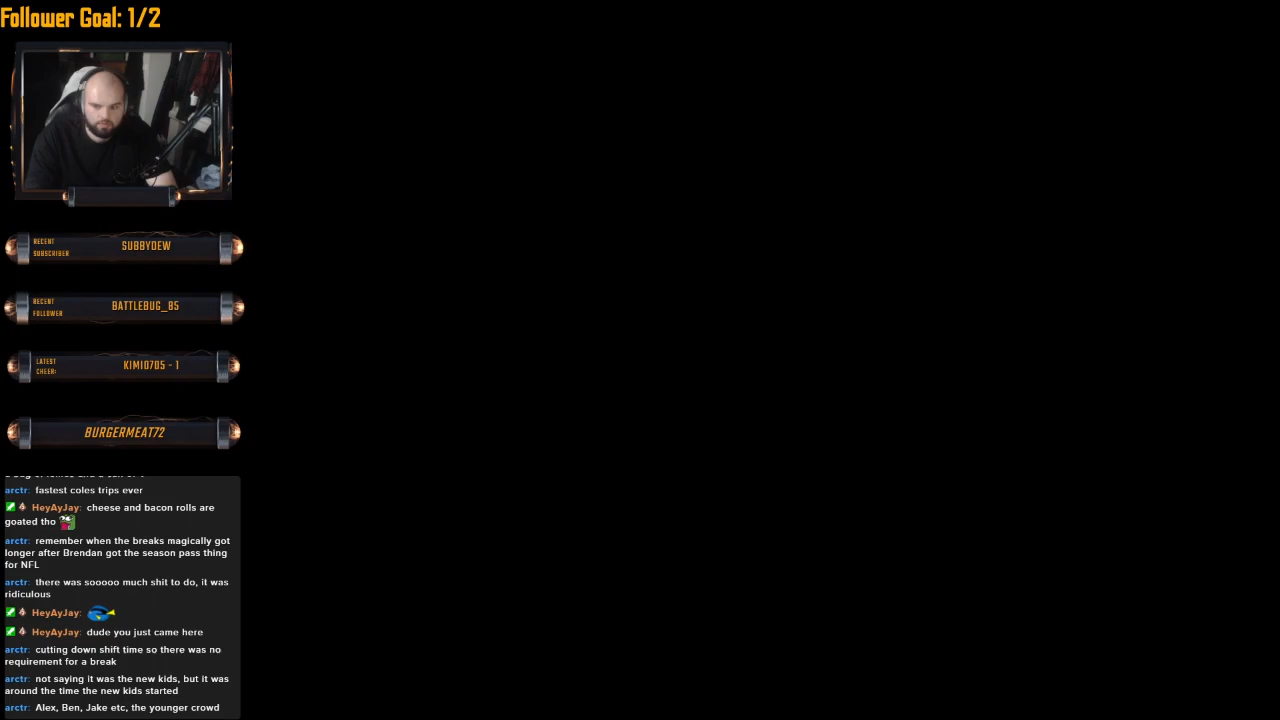 Follower Goal: 1/2
RECENT
SUBSCRIBER
SUBBYDEW
RECENT
FOLLOWER
BATTLEBUG_85
LATEST
CHEER:
KIMI0705 - 1
BURGERMEAT72
arctr: fastest coles trips ever
HeyAyJay: cheese and bacon rolls are
goated tho
arctr: remember when the breaks magically got
longer after Brendan got the season pass thing
for NFL
arctr: there was sooooo much shit to do, it was
ridiculous
HeyAyJay:
HeyAyJay: dude you just came here
arctr: cutting down shift time so there was no
requirement for a break
arctr: not saying it was the new kids, but it was
around the time the new kids started
arctr: Alex, Ben, Jake etc, the younger crowd